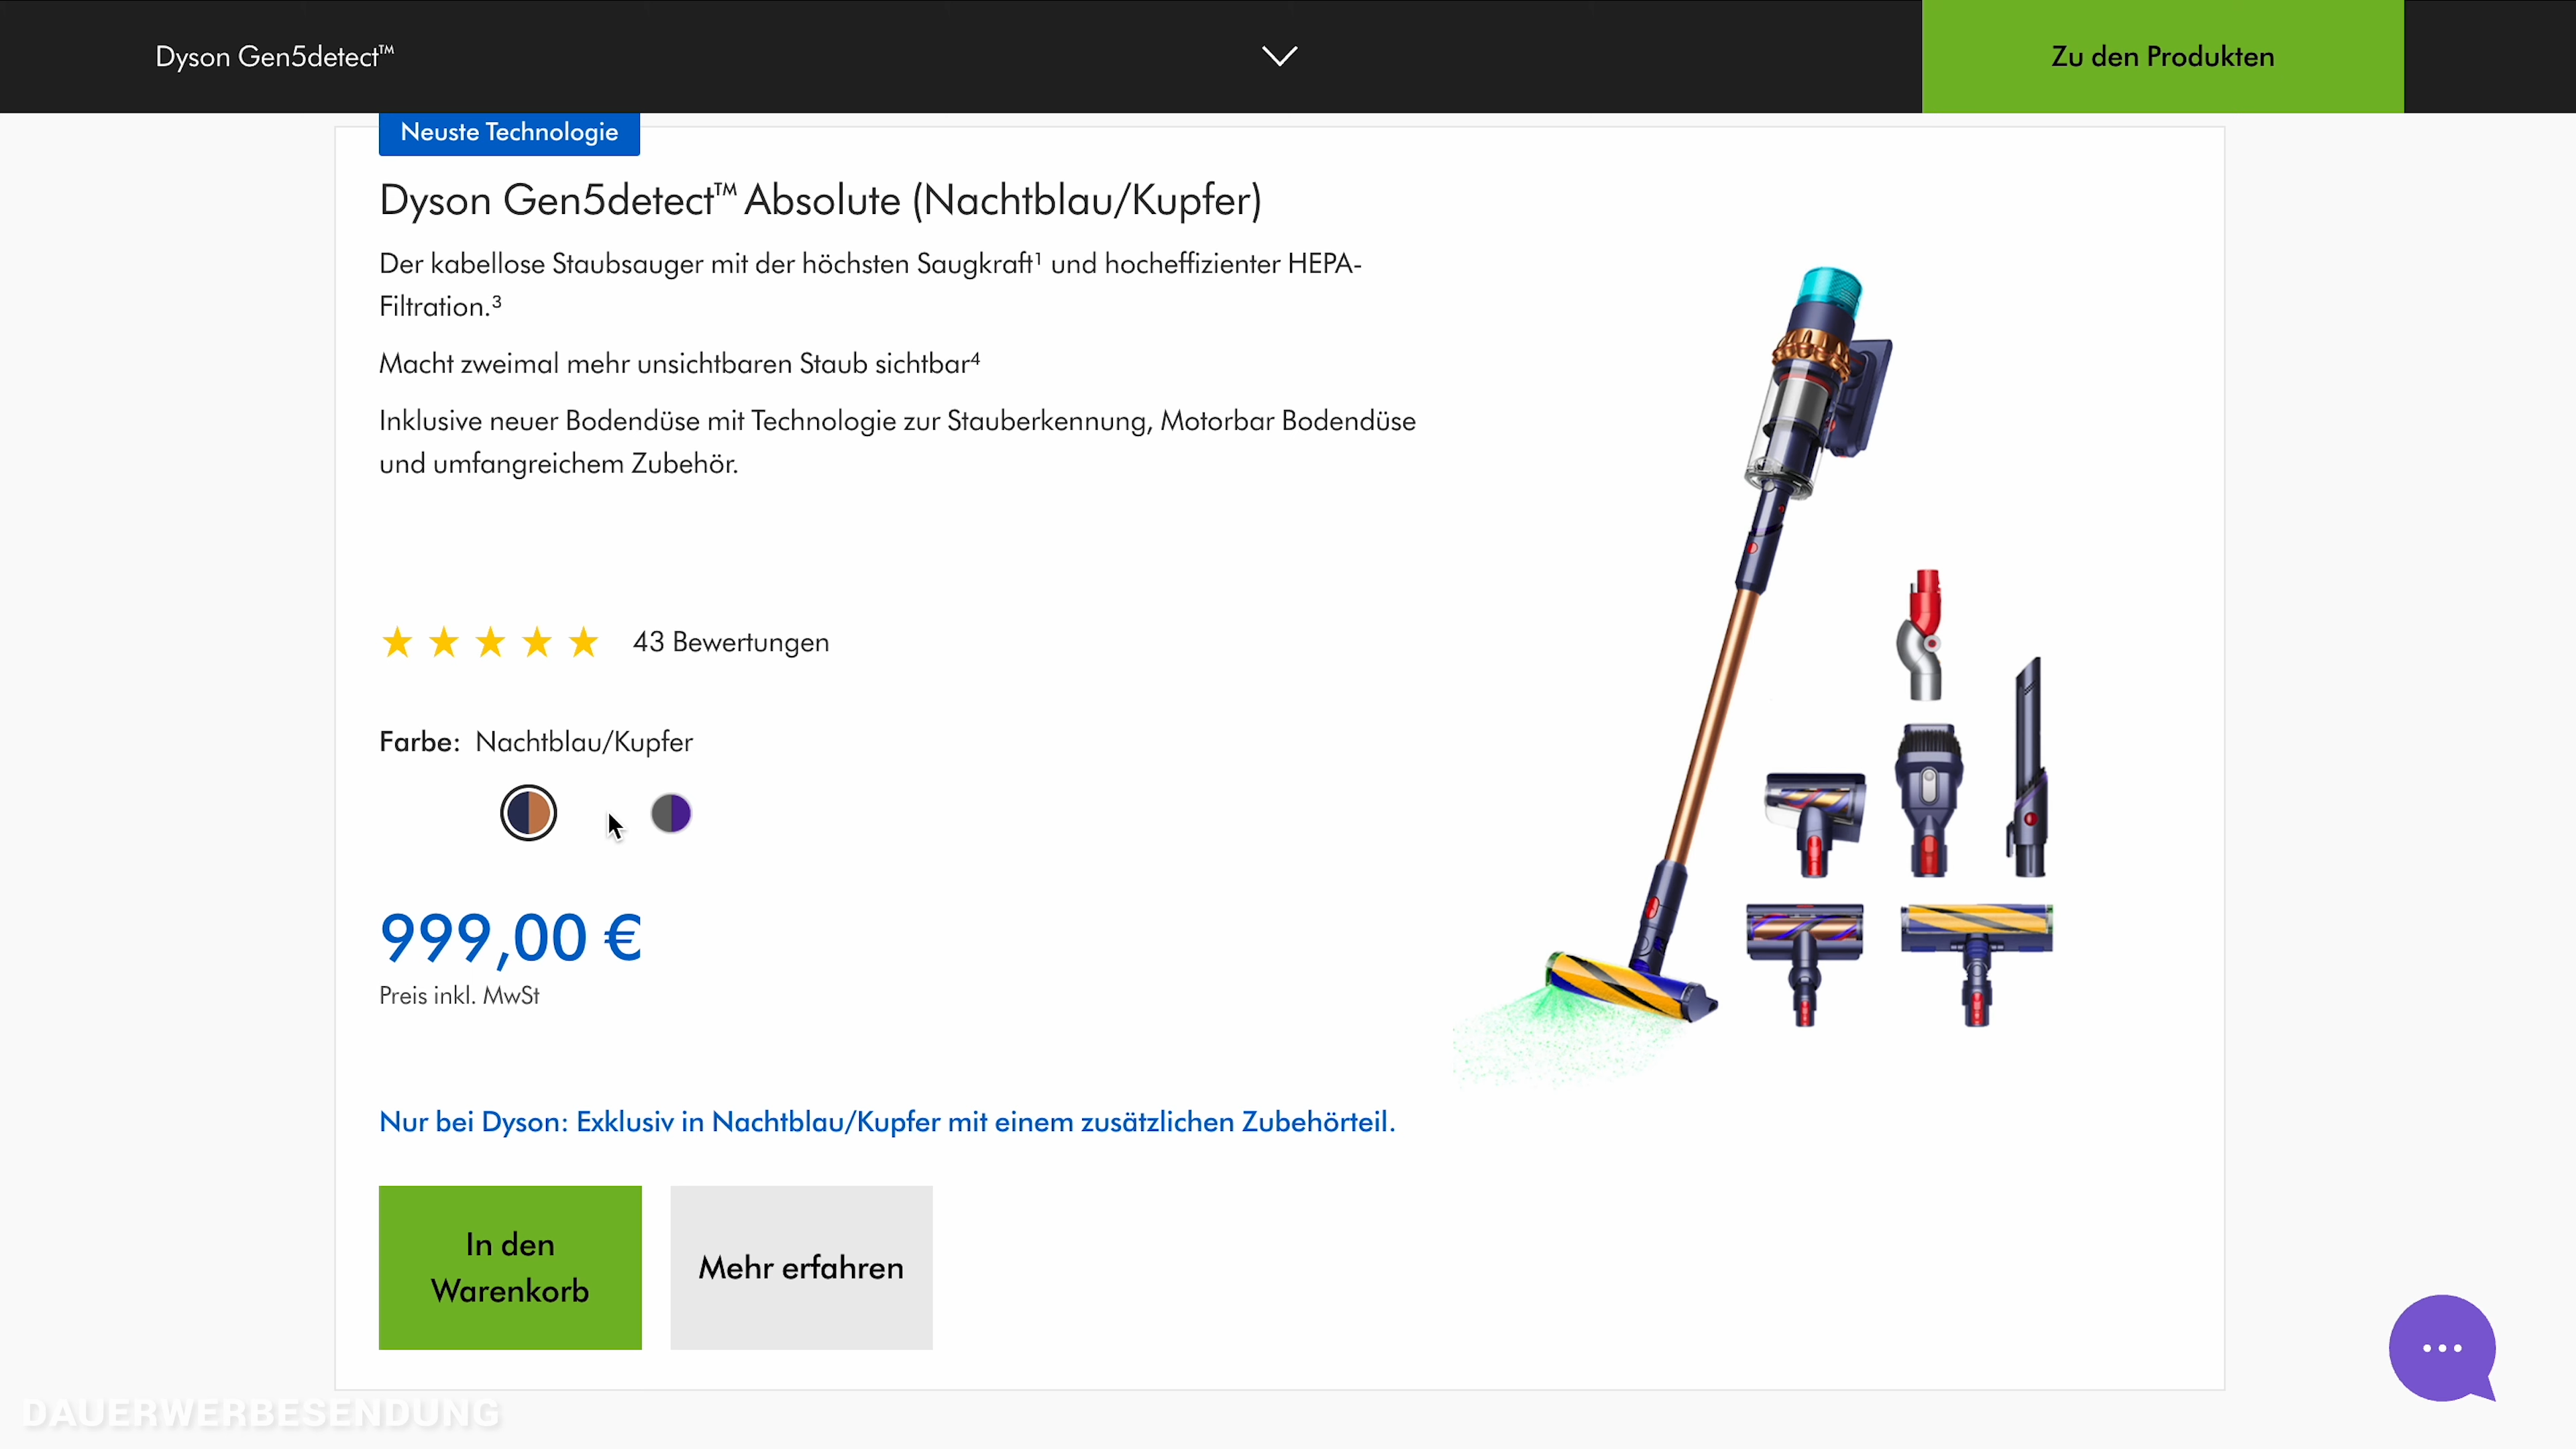 Dyson Gen5detect™
Zu den Produkten
Neuste Technologie
Dyson Gen5detect™ Absolute (Nachtblau/Kupfer)
Der kabellose Staubsauger mit der höchsten Saugkraft¹ und hocheffizienter HEPA-
Filtration.³
Macht zweimal mehr unsichtbaren Staub sichtbar⁴
Inklusive neuer Bodendüse mit Technologie zur Stauberkennung, Motorbar Bodendüse
und umfangreichem Zubehör.
43 Bewertungen
Farbe: Nachtblau/Kupfer
999,00 €
Preis inkl. MwSt
Nur bei Dyson: Exklusiv in Nachtblau/Kupfer mit einem zusätzlichen Zubehörteil.
In den
Warenkorb
Mehr erfahren
DAUERWERBESENDUNG